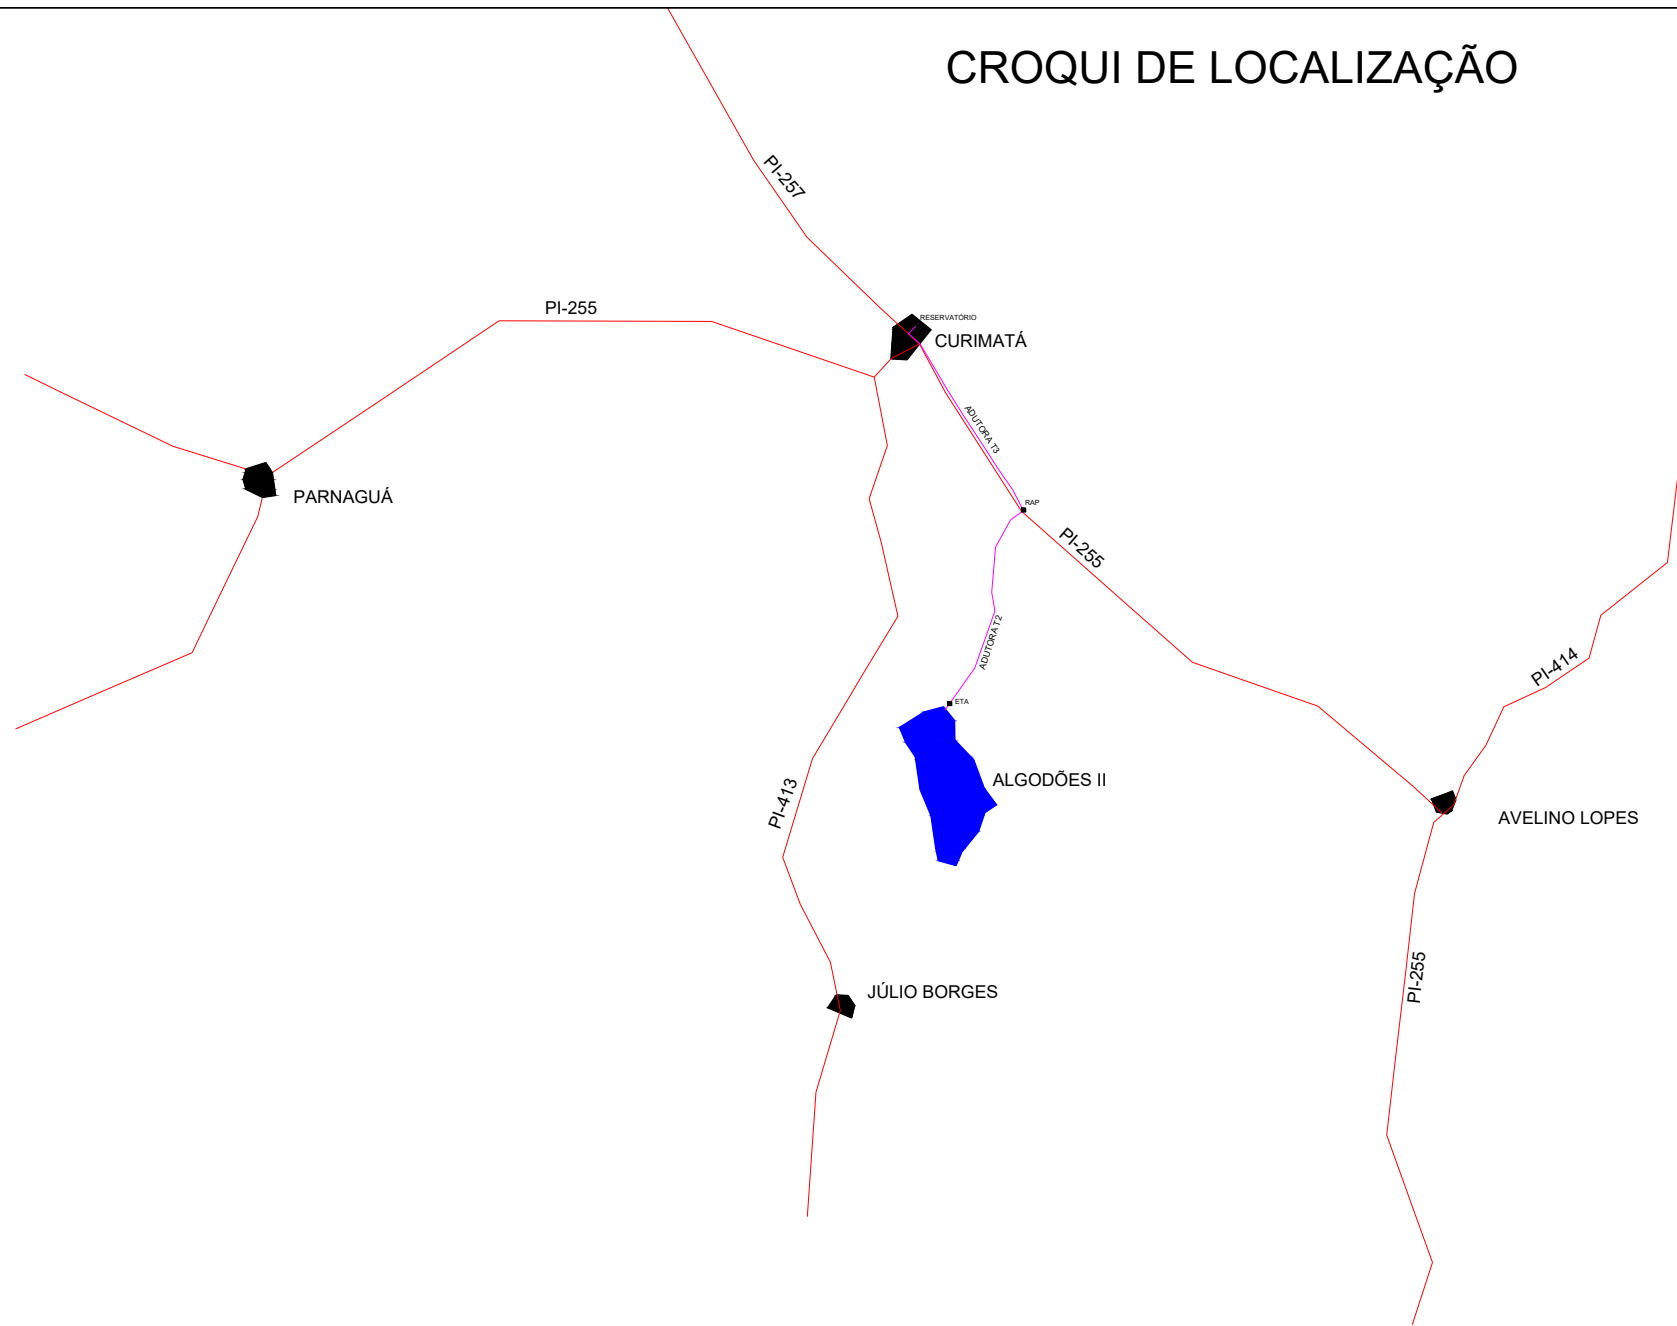 CROQUI DE LOCALIZAÇÃO
PI-257
PI-255
RESERVATÓRIO
CURIMATÁ
ADUTORA T3
PARNAGUÁ
RAP
PI-255
ADUTORA T2
PI-414
ETA
ALGODÕES II
PI-413
AVELINO LOPES
PI-255
JÚLIO BORGES